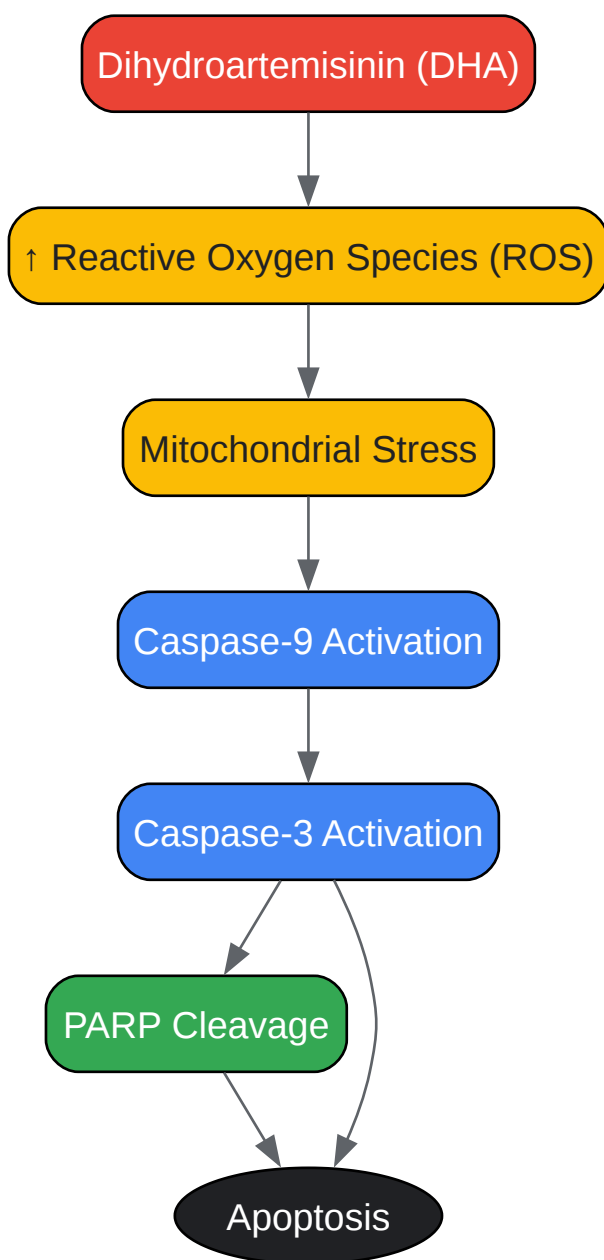 Dihydroartemisinin (DHA)
↑ Reactive Oxygen Species (ROS)
Mitochondrial Stress
Caspase-9 Activation
Caspase-3 Activation
PARP Cleavage
Apoptosis